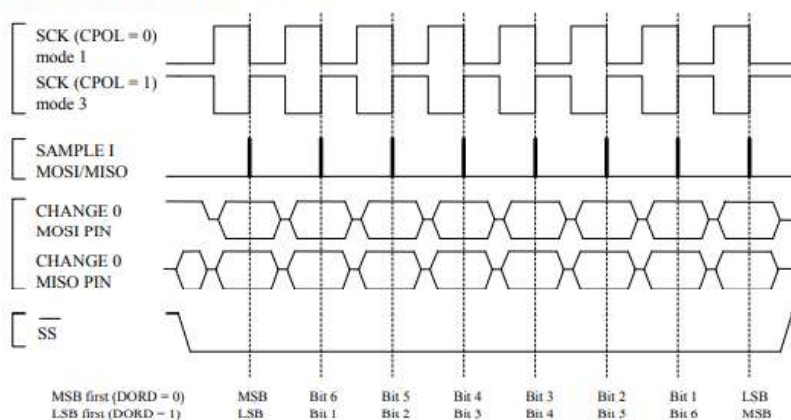 SCK (CPOL = 0)
mode 1
SCK (CPOL = 1)
mode 3
SAMPLE I
MOSI/MISO
CHANGE 0
MOSI PIN
CHANGE 0
MISO PIN
SS
MSB first (DORD = 0) MSB Bit 6 Bit 5 Bit 4 Bit 3 Bit 2 Bit 1 LSB
LSB first (DORD = 1) LSB Bit 1 Bit 2 Bit 3 Bit 4 Bit 5 Bit 6 MSB